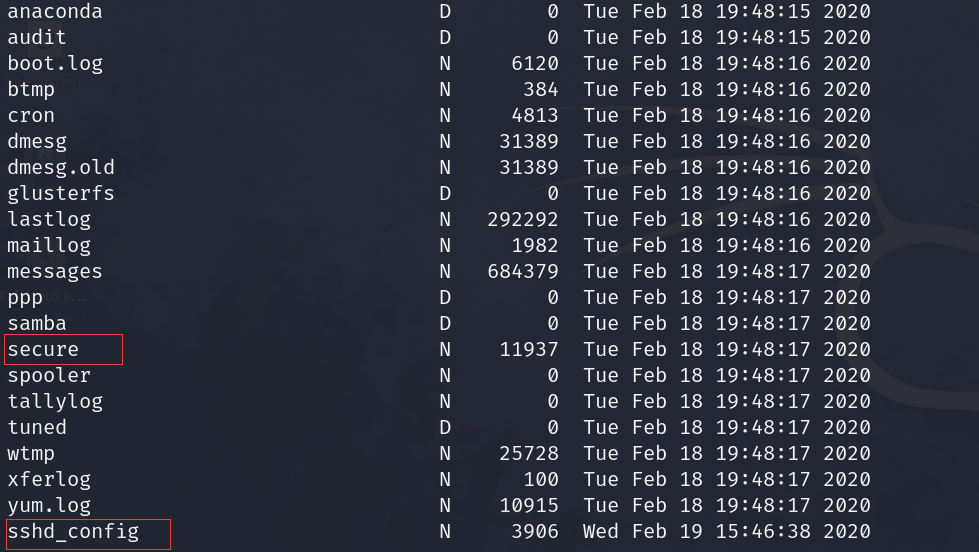 anaconda D 0 Tue Feb 18 19:48:15 2020
audit D 0 Tue Feb 18 19:48:15 2020
boot.log N 6120 Tue Feb 18 19:48:16 2020
btmp N 384 Tue Feb 18 19:48:16 2020
cron N 4813 Tue Feb 18 19:48:16 2020
dmesg N 31389 Tue Feb 18 19:48:16 2020
dmesg.old N 31389 Tue Feb 18 19:48:16 2020
glusterfs D 0 Tue Feb 18 19:48:16 2020
lastlog N 292292 Tue Feb 18 19:48:16 2020
maillog N 1982 Tue Feb 18 19:48:16 2020
messages N 684379 Tue Feb 18 19:48:17 2020
ppp D 0 Tue Feb 18 19:48:17 2020
samba D 0 Tue Feb 18 19:48:17 2020
secure N 11937 Tue Feb 18 19:48:17 2020
spooler N 0 Tue Feb 18 19:48:17 2020
tallylog N 0 Tue Feb 18 19:48:17 2020
tuned D 0 Tue Feb 18 19:48:17 2020
wtmp N 25728 Tue Feb 18 19:48:17 2020
xferlog N 100 Tue Feb 18 19:48:17 2020
yum.log N 10915 Tue Feb 18 19:48:17 2020
sshd_config N 3906 Wed Feb 19 15:46:38 2020